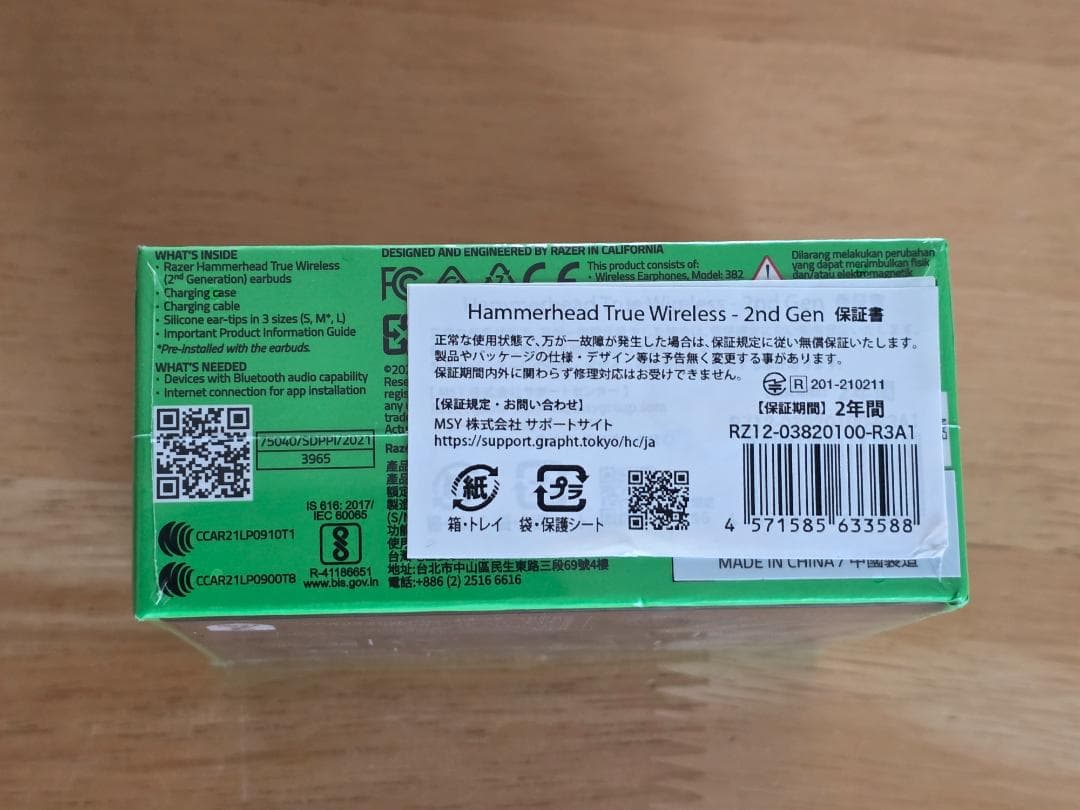 WHAT'S INSIDE
· Razer Hammerhead True Wireless
(2nd Generation) earbuds
· Charging case
· Charging cable
· Silicone ear-tips in 3 sizes (S, M*, L)
· Important Product Information Guide
*Pre-installed with the earbuds.
WHAT'S NEEDED
· Devices with Bluetooth audio capability
· Internet connection for app installation
75040/SDPPI/2021
3965
IS 616: 2017/
IEC 60065
R-41186651
www.bis.gov.in
CCAR21LP0910T1
CCAR21LP0900T8
DESIGNED AND ENGINEERED BY RAZER IN CALIFORNIA
FC
CE
This product consists of:
· Wireless Earphones, Model: 382
Dilarang melakukan perubahan
yang dapat menimbulkan fisik
dan/atau elektromagnetik
Hammerhead True Wireless - 2nd Gen 保証書
正常な使用状態で、万が一故障が発生した場合は、保証規定に従い無償保証いたします。
製品やパッケージの仕様・デザイン等は予告無く変更する事があります。
保証期間内外に関わらず修理対応はお受けできません。
R 201-210211
【保証規定・お問い合わせ】
MSY 株式会社 サポートサイト
https://support.grapht.tokyo/hc/ja
【保証期間】2年間
RZ12-03820100-R3A1
紙
箱・トレイ
プラ
袋・保護シート
4 571585 633588
地址:台北市中山區民生東路三段69號4樓
電話:+886 (2) 2516 6616
MADE IN CHINA / 中國製造